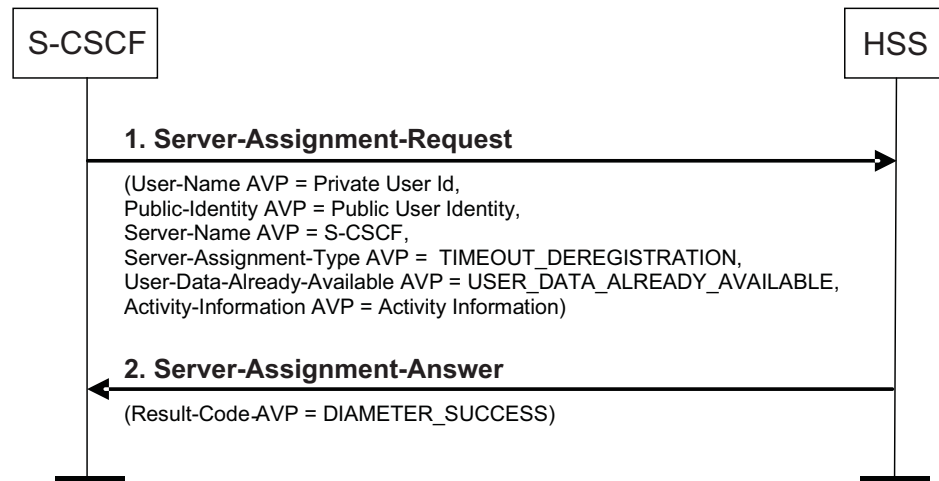 S-CSCF
HSS
1. Server-Assignment-Request
(User-Name AVP = Private User Id,
Public-Identity AVP = Public User Identity,
Server-Name AVP = S-CSCF,
Server-Assignment-Type AVP = TIMEOUT_DEREGISTRATION,
User-Data-Already-Available AVP = USER_DATA_ALREADY_AVAILABLE,
Activity-Information AVP = Activity Information)
2. Server-Assignment-Answer
(Result-Code-AVP = DIAMETER_SUCCESS)